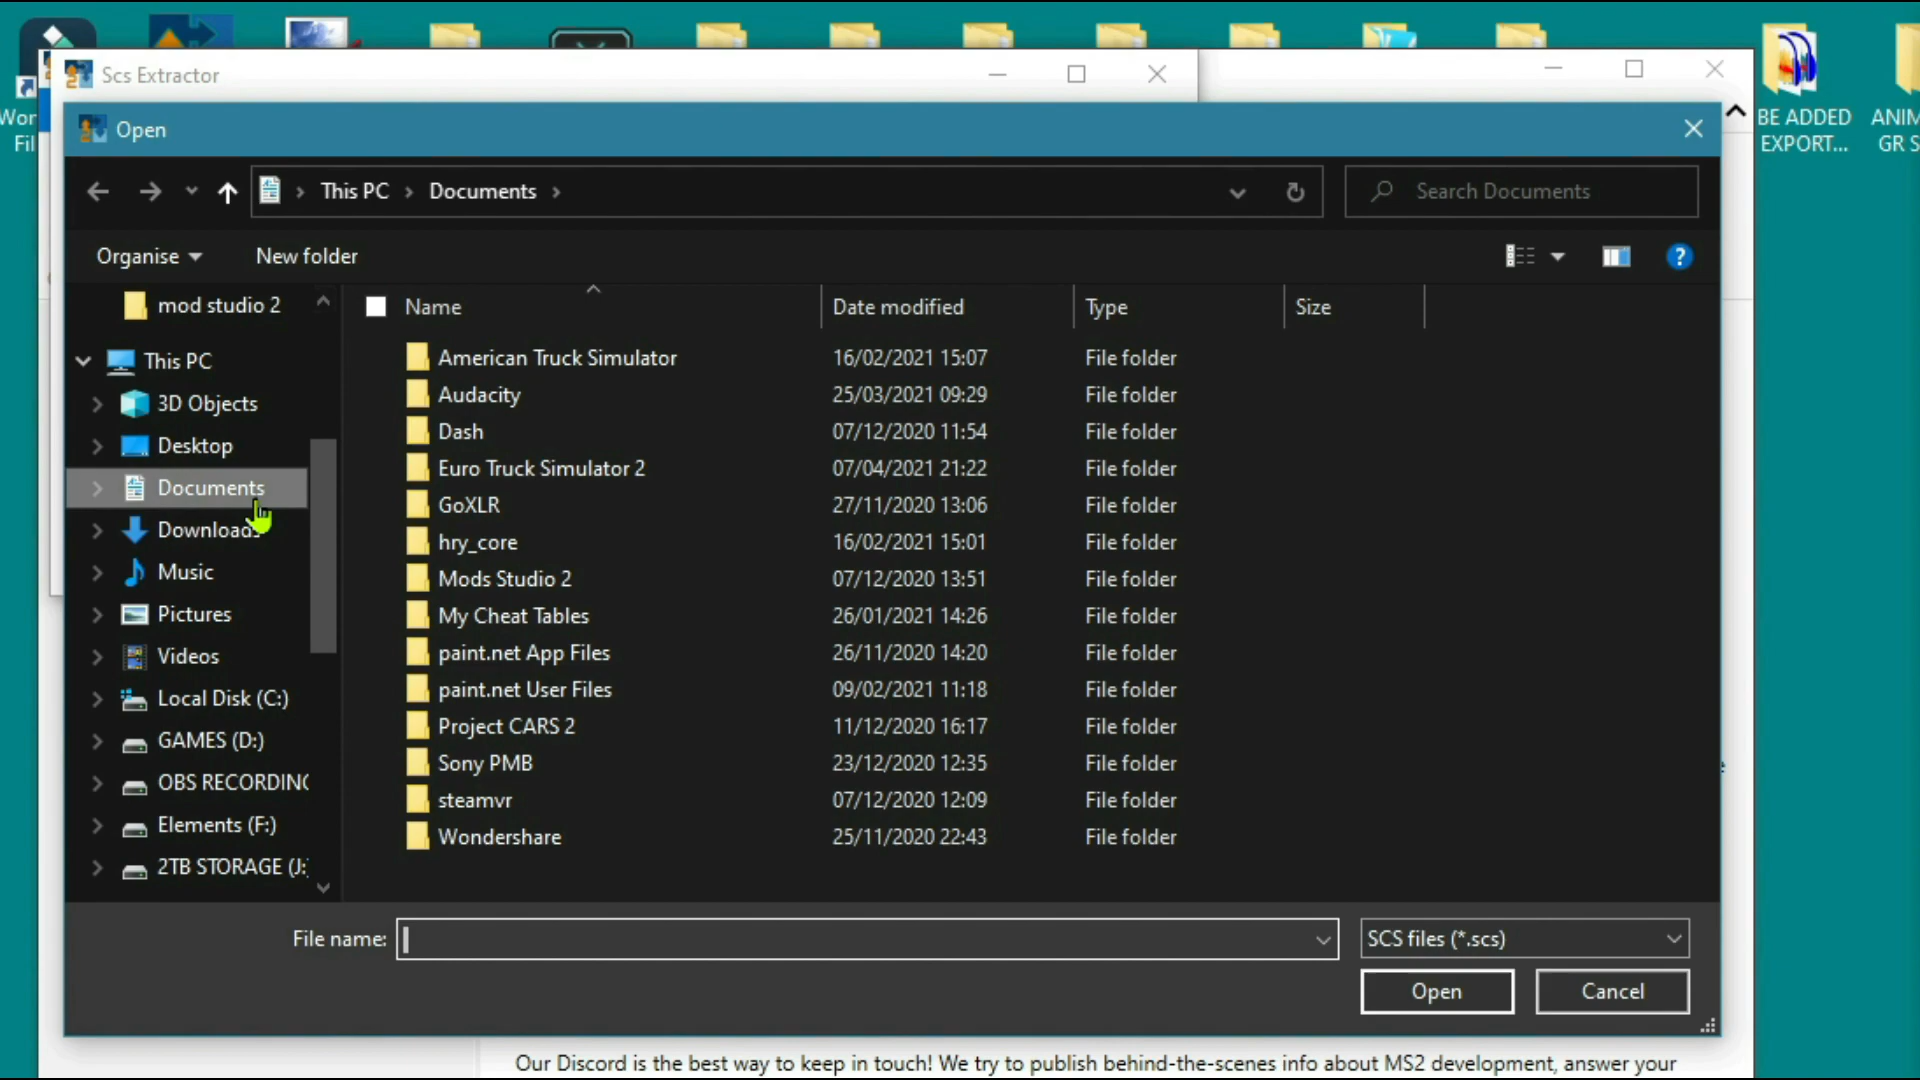 Scs Extractor
Open
This PC
Documents
Search Documents
Organise
New folder
mod studio 2
This PC
3D Objects
Desktop
Documents
Downloads
Music
Pictures
Videos
Local Disk (C:)
GAMES (D:)
OBS RECORDING
Elements (F:)
2TB STORAGE (J:
Name Date modified Type Size
American Truck Simulator 16/02/2021 15:07 File folder
Audacity 25/03/2021 09:29 File folder
Dash 07/12/2020 11:54 File folder
Euro Truck Simulator 2 07/04/2021 21:22 File folder
GoXLR 27/11/2020 13:06 File folder
hry_core 16/02/2021 15:01 File folder
Mods Studio 2 07/12/2020 13:51 File folder
My Cheat Tables 26/01/2021 14:26 File folder
paint.net App Files 26/11/2020 14:20 File folder
paint.net User Files 09/02/2021 11:18 File folder
Project CARS 2 11/12/2020 16:17 File folder
Sony PMB 23/12/2020 12:35 File folder
steamvr 07/12/2020 12:09 File folder
Wondershare 25/11/2020 22:43 File folder
File name:
SCS files (*.scs)
Open
Cancel
Our Discord is the best way to keep in touch! We try to publish behind-the-scenes info about MS2 development, answer your
BE ADDED
EXPORT...
ANIM
GR S
Wor
Fil